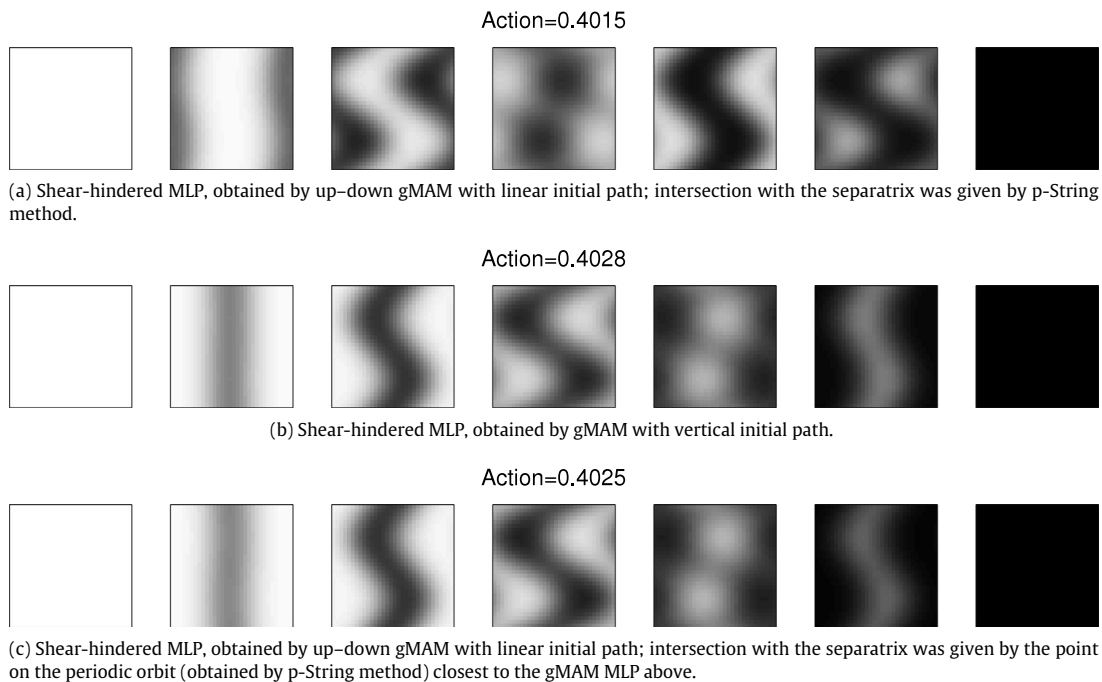 Action=0.4015
(a) Shear-hindered MLP, obtained by up–down gMAM with linear initial path; intersection with the separatrix was given by p-String
method.
Action=0.4028
(b) Shear-hindered MLP, obtained by gMAM with vertical initial path.
Action=0.4025
(c) Shear-hindered MLP, obtained by up–down gMAM with linear initial path; intersection with the separatrix was given by the point
on the periodic orbit (obtained by p-String method) closest to the gMAM MLP above.